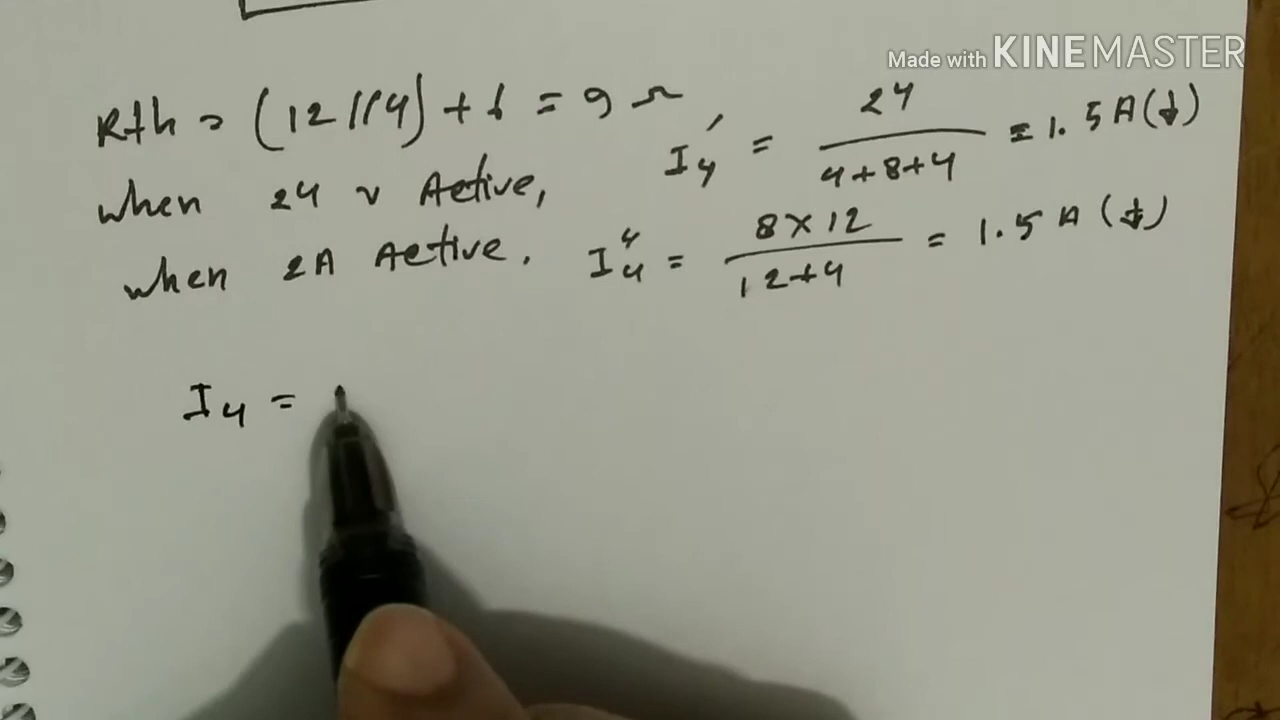 Made with KINEMASTER
Rth = (12//4) + 6 = 9 Ω
I4' = 24 / 4+8+4 = 1.5 A (↓)
when 24 v Active,
when 2A Active. I4" = 8×12 / 12+4 = 1.5 A (↓)
I4 =